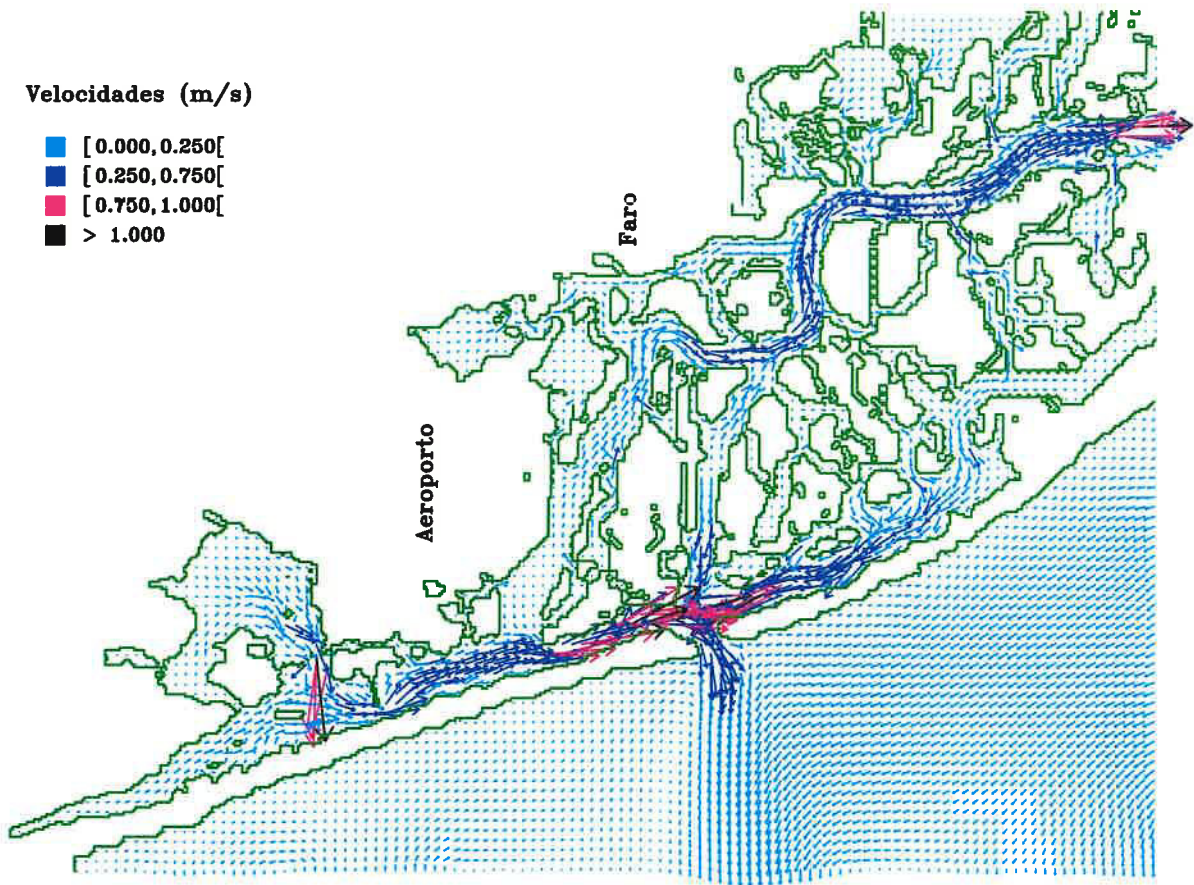 Velocidades (m/s)
[0.000,0.250[
[0.250,0.750[
[0.750,1.000[
> 1.000
Faro
Aeroporto